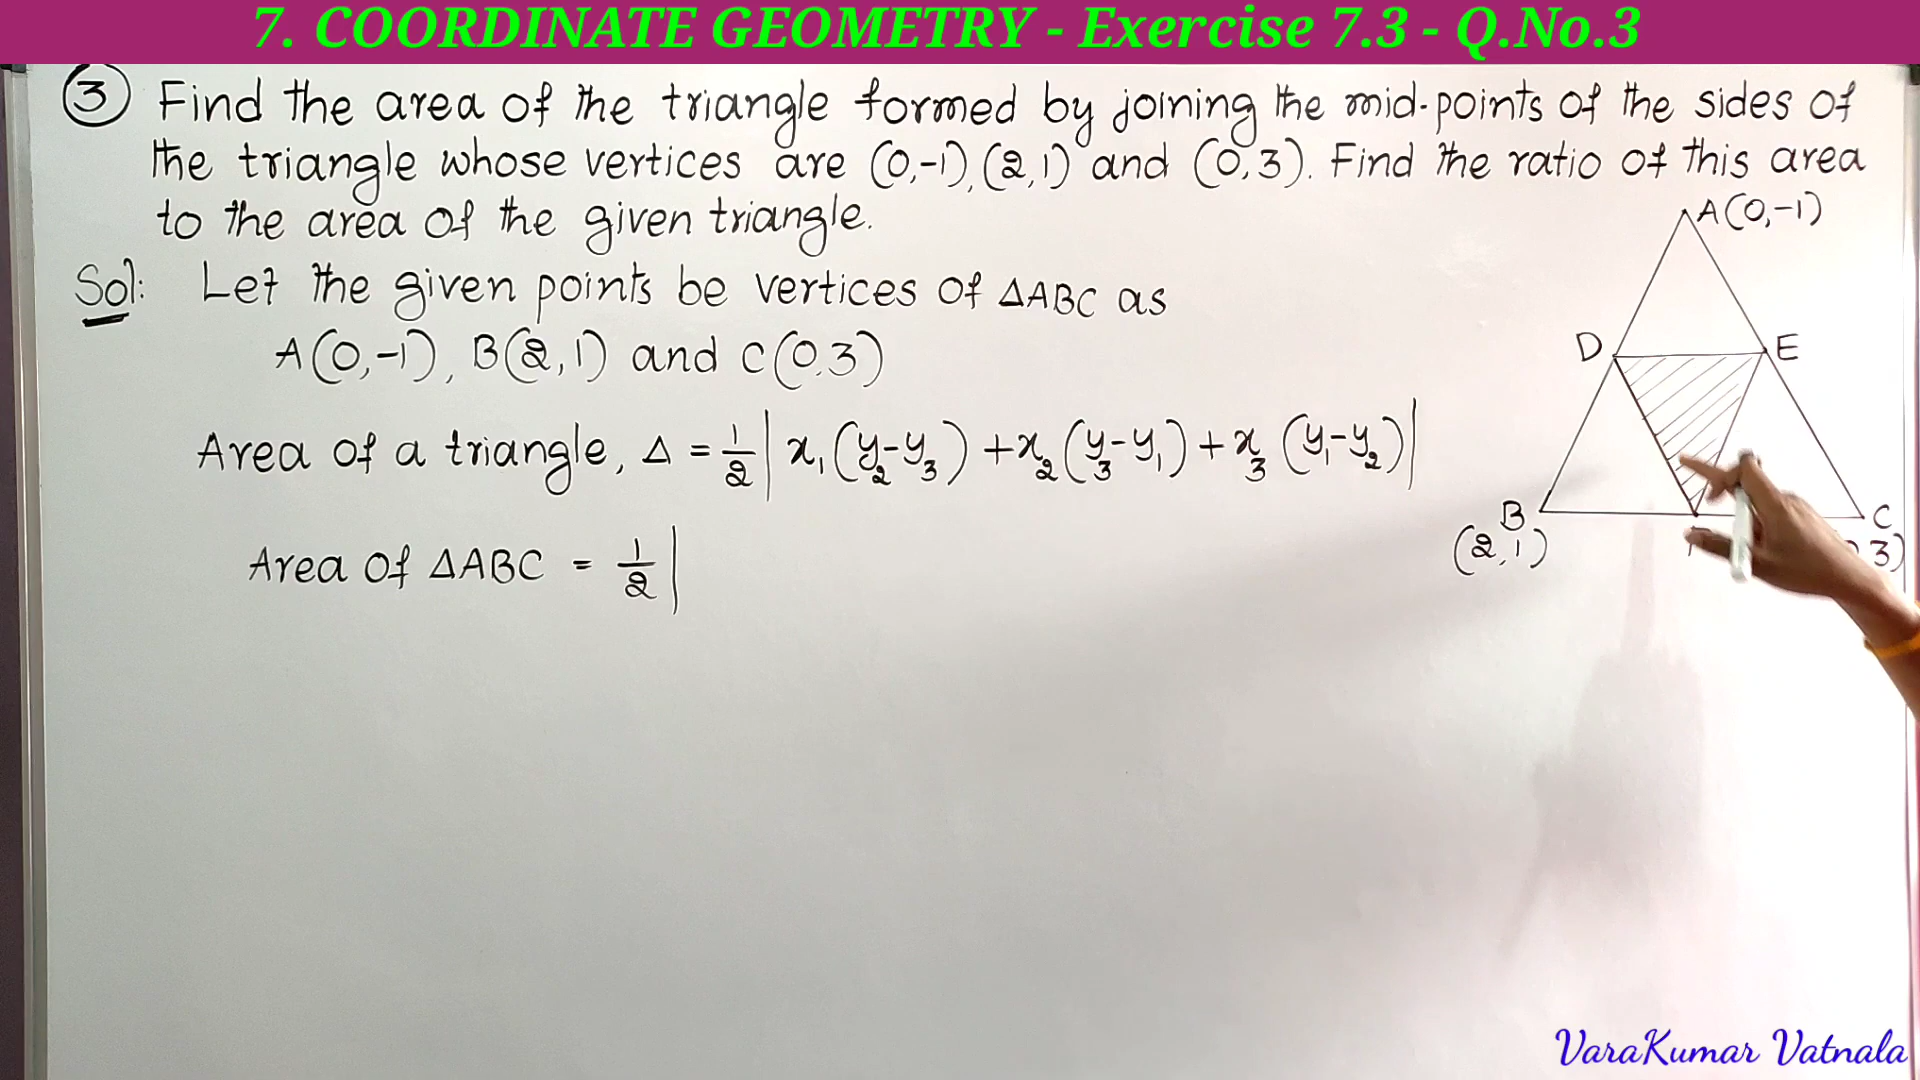 7. COORDINATE GEOMETRY - Exercise 7.3 - Q.No.3
③ Find the area of the triangle formed by joining the mid-points of the sides of
the triangle whose vertices are (0,-1), (2,1) and (0,3). Find the ratio of this area
to the area of the given triangle.
A(0,-1)
Sol: Let the given points be vertices of △ABC as
A(0,-1), B(2,1) and C(0,3)
D E
Area of a triangle, △ = 1/2 | x₁(y₂-y₃) + x₂(y₃-y₁) + x₃(y₁-y₂) |
B C
(2,1) 3)
Area of △ABC = 1/2 |
VaraKumar Vatnala